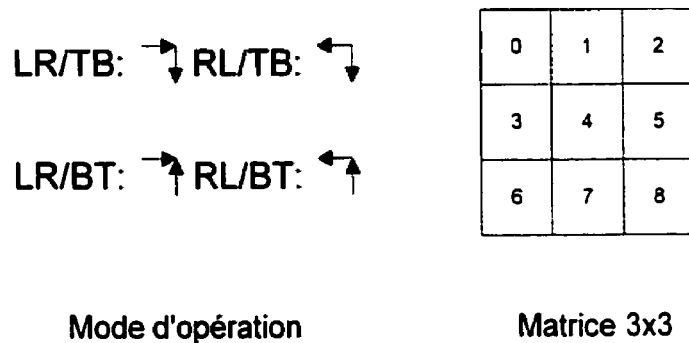 LR/TB: RL/TB:
LR/BT: RL/BT:
0 1 2
3 4 5
6 7 8
Mode d'opération
Matrice 3x3